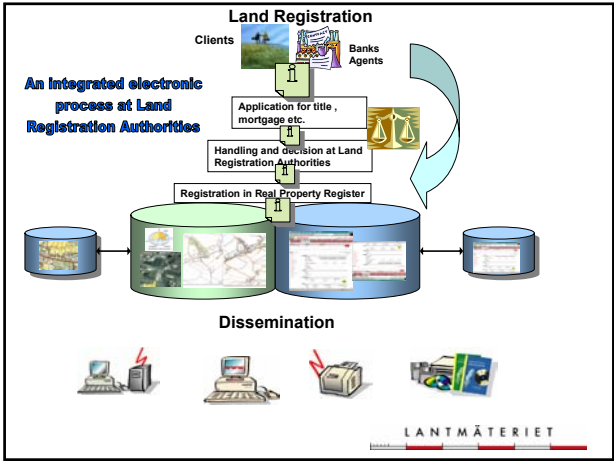 Land Registration
Clients
Banks
Agents
An integrated electronic
process at Land
Registration Authorities
Application for title ,
mortgage etc.
Handling and decision at Land
Registration Authorities
Registration in Real Property Register
Dissemination
LANTMÄTERIET